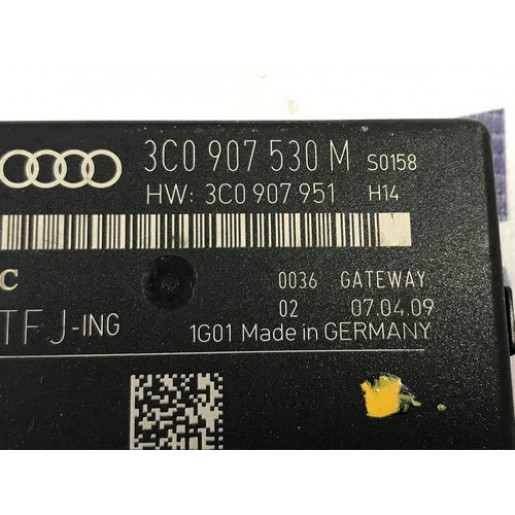 3C0 907 530 M S0158
HW: 3C0 907 951 H14
C
0036 GATEWAY
TFJ-ING
02 07.04.09
1G01 Made in GERMANY